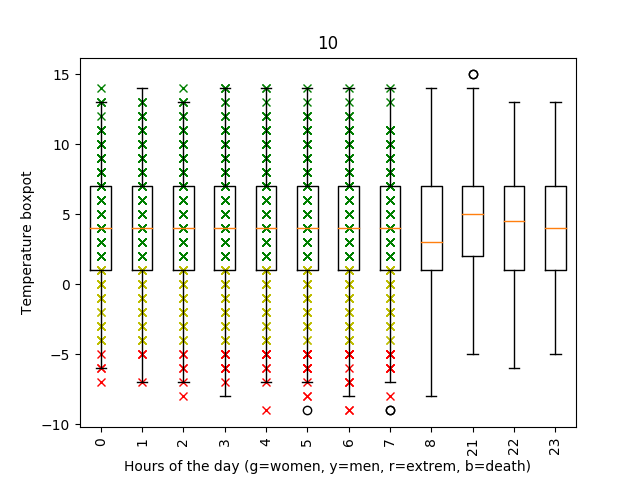 10
Temperature boxpot
15
10
5
0
−5
−10
0 1 2 3 4 5 6 7 8 21 22 23
Hours of the day (g=women, y=men, r=extrem, b=death)